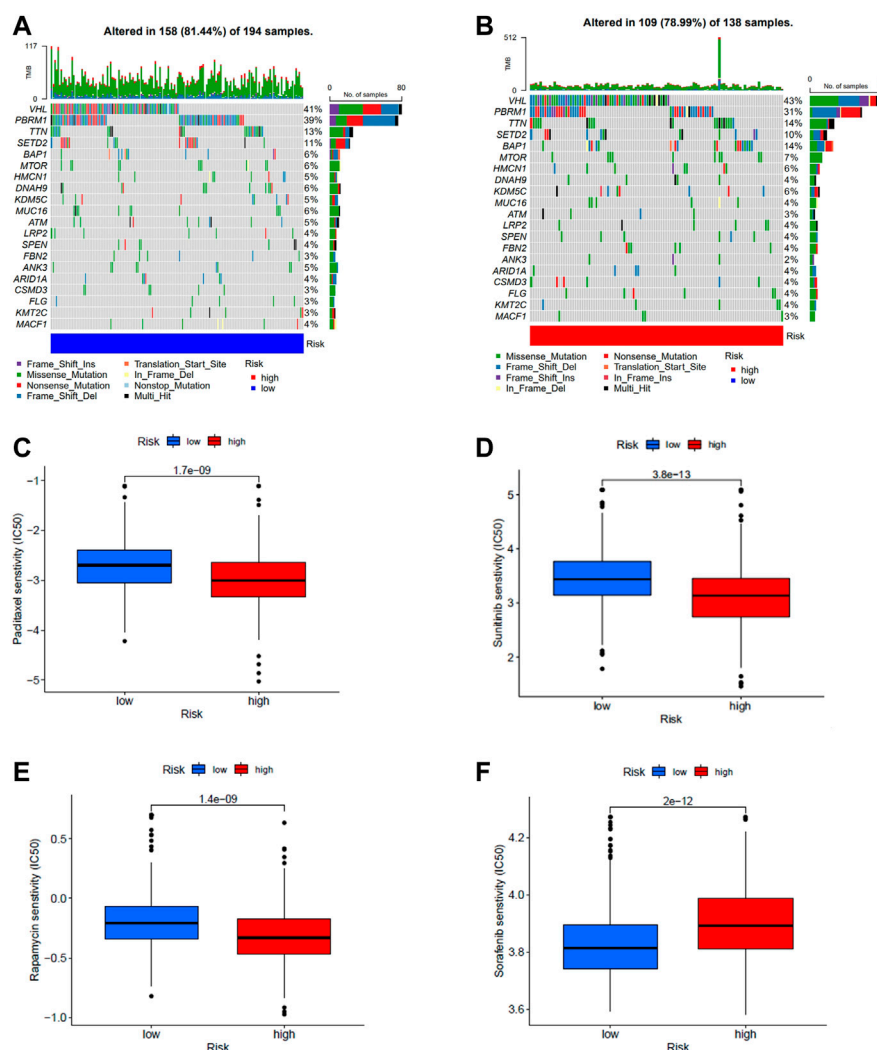 A
Altered in 158 (81.44%) of 194 samples.
117
0
TMB
No. of samples
0 80
VHL 41%
PBRM1 39%
TTN 13%
SETD2 11%
BAP1 6%
MTOR 6%
HMCN1 5%
DNAH9 6%
KDM5C 5%
MUC16 6%
ATM 5%
LRP2 4%
SPEN 4%
FBN2 3%
ANK3 5%
ARID1A 4%
CSMD3 3%
FLG 3%
KMT2C 3%
MACF1 4%
Risk
Frame_Shift_Ins
Missense_Mutation
Nonsense_Mutation
Frame_Shift_Del
Translation_Start_Site
In_Frame_Del
Nonstop_Mutation
Multi_Hit
Risk
high
low
B
Altered in 109 (78.99%) of 138 samples.
512
0
TMB
No. of samples
0
VHL 43%
PBRM1 31%
TTN 14%
SETD2 10%
BAP1 14%
MTOR 7%
HMCN1 6%
DNAH9 4%
KDM5C 6%
MUC16 4%
ATM 3%
LRP2 4%
SPEN 4%
FBN2 4%
ANK3 2%
ARID1A 4%
CSMD3 4%
FLG 4%
KMT2C 4%
MACF1 3%
Risk
Missense_Mutation
Frame_Shift_Del
Frame_Shift_Ins
In_Frame_Del
Nonsense_Mutation
Translation_Start_Site
In_Frame_Ins
Multi_Hit
Risk
high
low
C
Risk low high
1.7e-09
Paclitaxel senstivity (IC50)
-1
-2
-3
-4
-5
low high
Risk
D
Risk low high
3.8e-13
Sunitinib senstivity (IC50)
5
4
3
2
low high
Risk
E
Risk low high
1.4e-09
Rapamycin senstivity (IC50)
0.5
0.0
-0.5
-1.0
low high
Risk
F
Risk low high
2e-12
Sorafenib senstivity (IC50)
4.2
4.0
3.8
3.6
low high
Risk